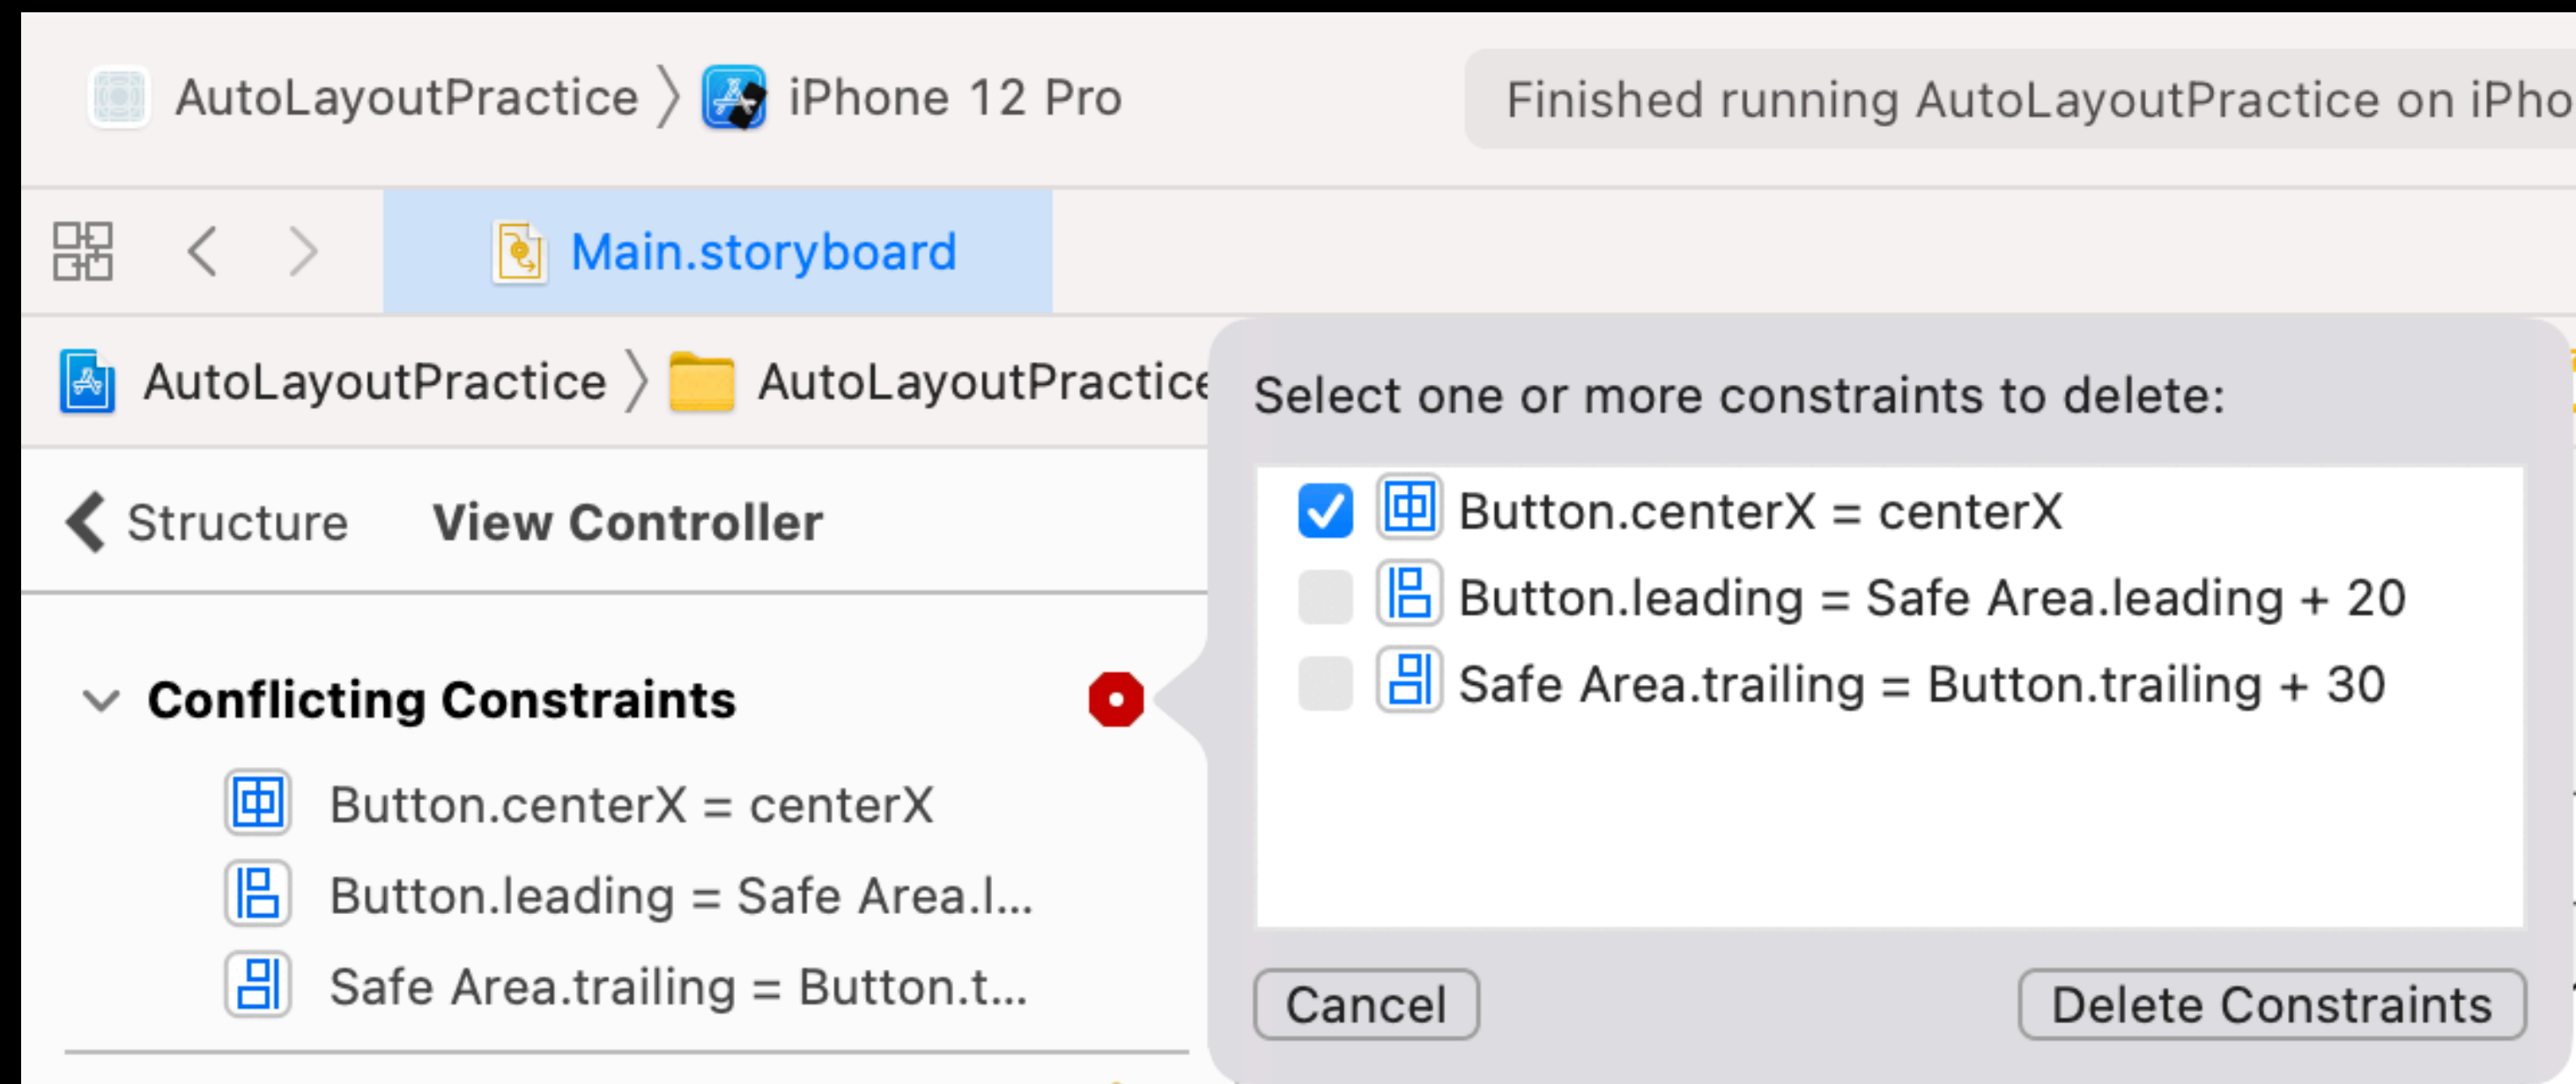 AutoLayoutPractice iPhone 12 Pro
Finished running AutoLayoutPractice on iPho
Main.storyboard
AutoLayoutPractice AutoLayoutPractice
Structure View Controller
Conflicting Constraints
Button.centerX = centerX
Button.leading = Safe Area.l...
Safe Area.trailing = Button.t...
Select one or more constraints to delete:
Button.centerX = centerX
Button.leading = Safe Area.leading + 20
Safe Area.trailing = Button.trailing + 30
Cancel Delete Constraints